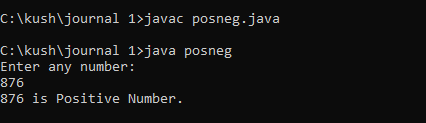 C:\kush\journal 1>javac posneg.java
C:\kush\journal 1>java posneg
Enter any number:
876
876 is Positive Number.